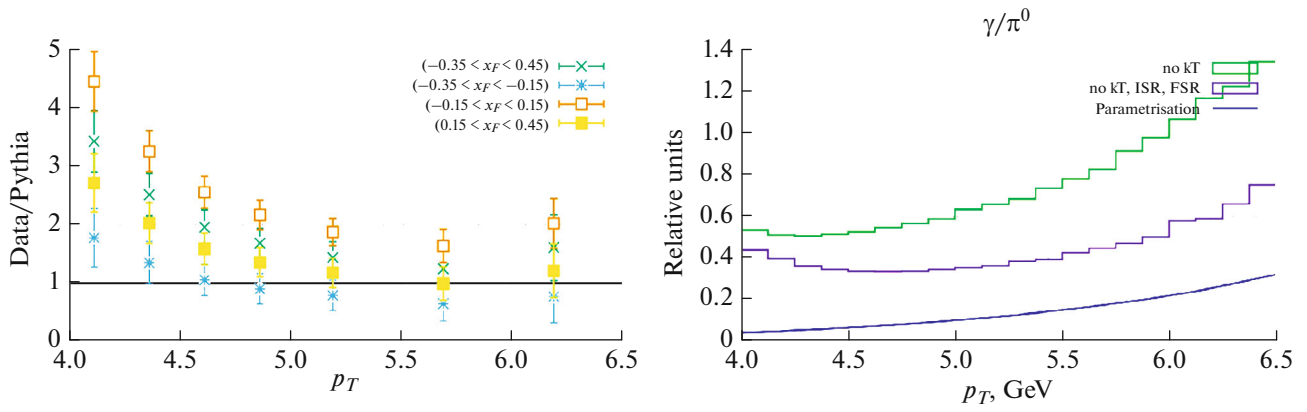 Data/Pythia
5
4
3
2
1
0
4.0 4.5 5.0 5.5 6.0 6.5
p_T
(−0.35 < x_F < 0.45)
(−0.35 < x_F < −0.15)
(−0.15 < x_F < 0.15)
(0.15 < x_F < 0.45)
γ/π⁰
Relative units
1.4
1.2
1.0
0.8
0.6
0.4
0.2
0
4.0 4.5 5.0 5.5 6.0 6.5
p_T, GeV
no kT
no kT, ISR, FSR
Parametrisation